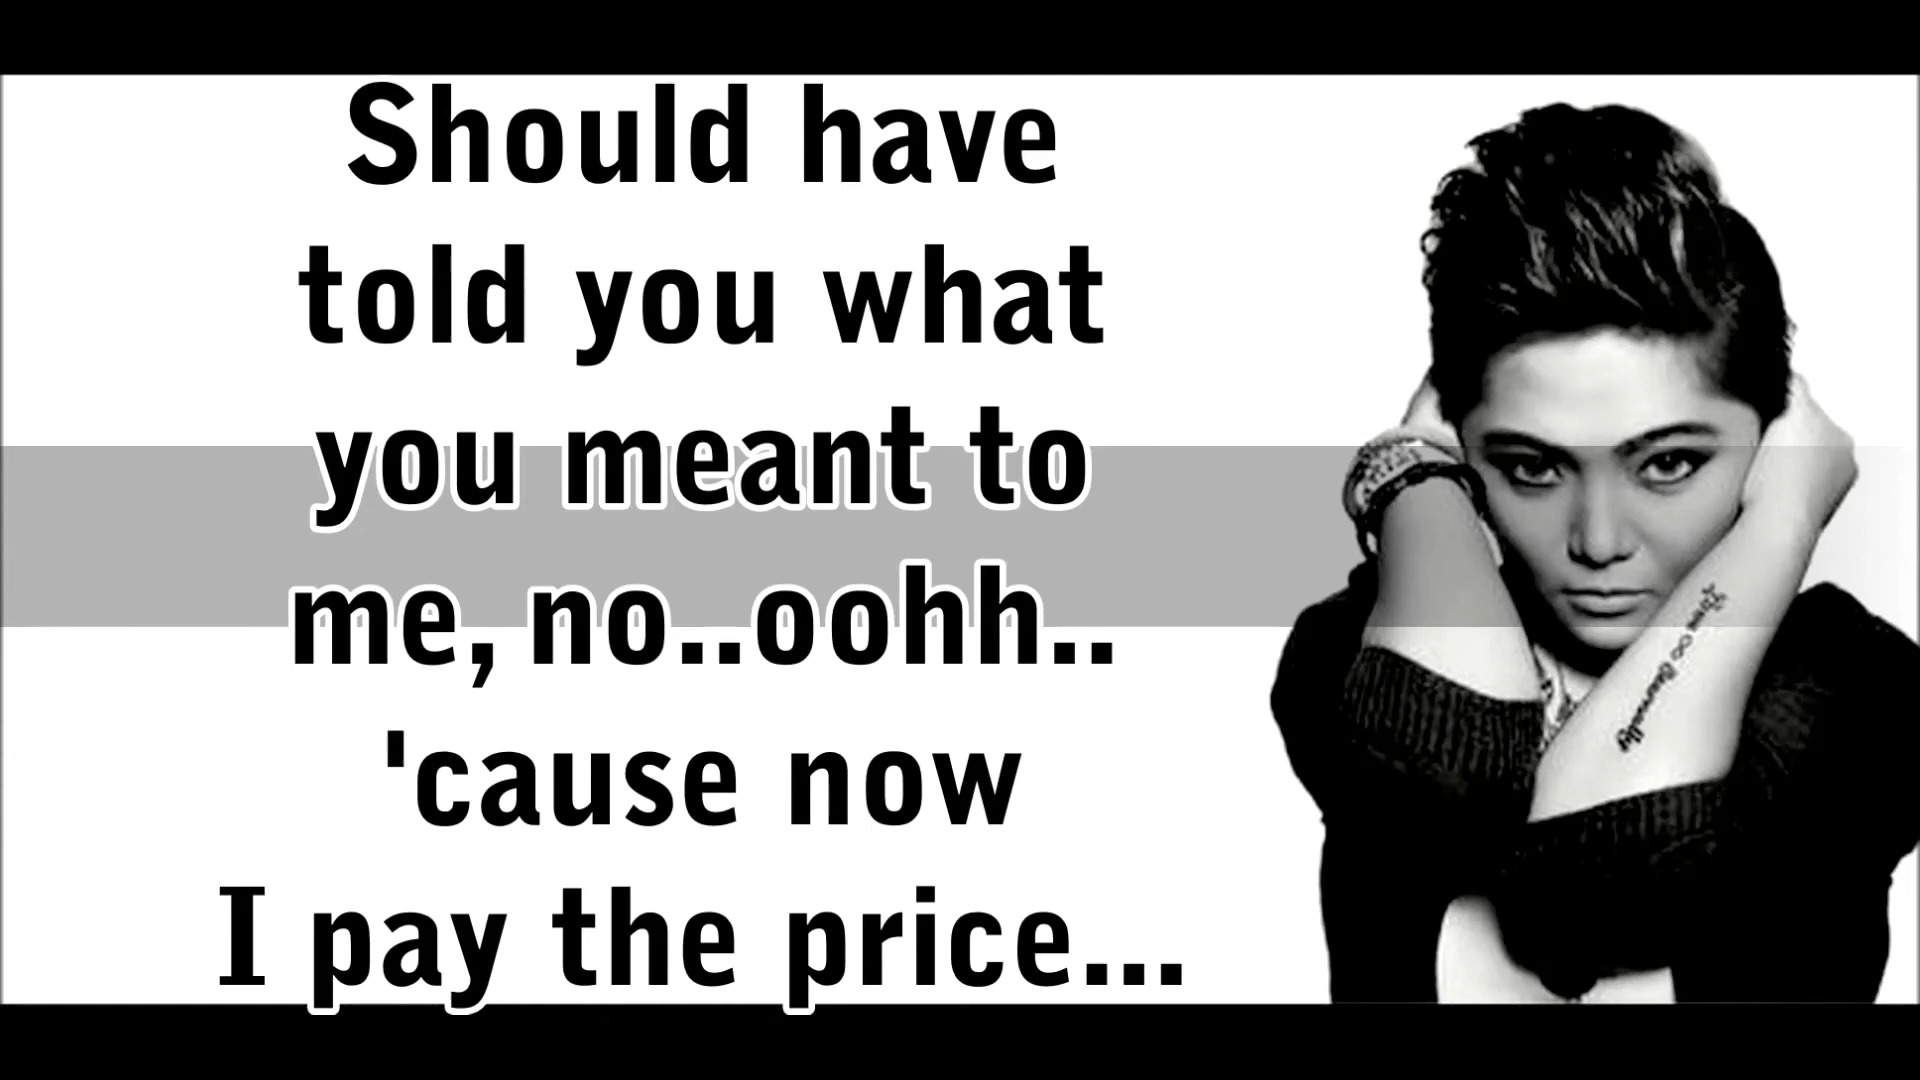 Should have
told you what
you meant to
me, no..oohh..
'cause now
I pay the price...